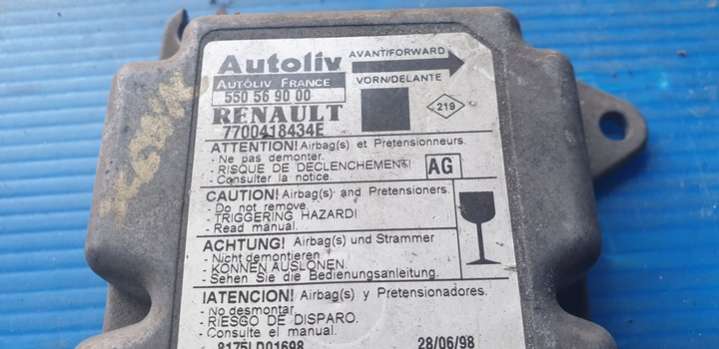 Autoliv
AVANT/FORWARD
AUTOLIV FRANCE
VORN/DELANTE
550 56 90 00
RENAULT
219
7700418434E
ATTENTION! Airbag(s) et Pretensionneurs.
- Ne pas demonter.
- RISQUE DE DECLENCHEMENT!
- Consulter la notice.
AG
CAUTION! Airbag(s) and Pretensioners.
- Do not remove.
- TRIGGERING HAZARD!
- Read manual.
ACHTUNG! Airbag(s) und Strammer
- Nicht demontieren
- KONNEN AUSLONEN.
- Sehen Sie die Bedienungsanleitung.
!ATENCION! Airbag(s) y Pretensionadores.
- No desmontar
- RIESGO DE DISPARO.
- Consulte el manual.
8175LD01698
28/06/98